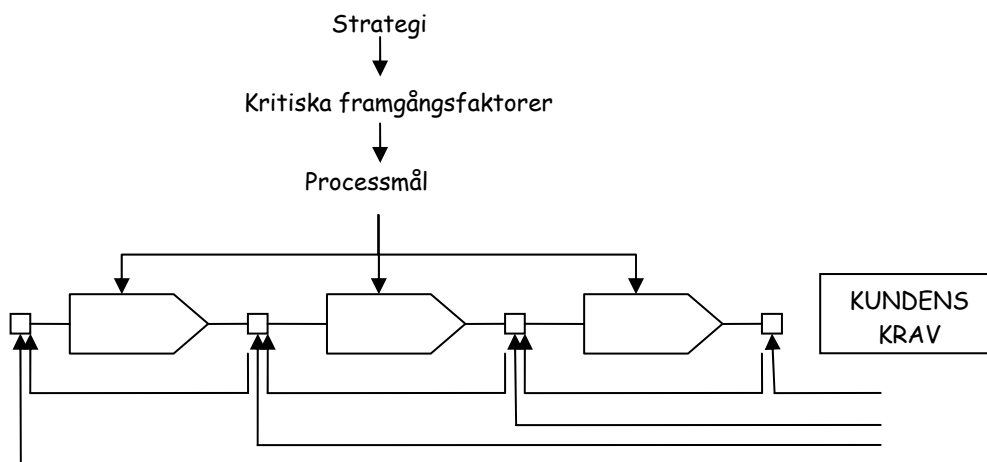 Strategi
Kritiska framgångsfaktorer
Processmål
KUNDENS
KRAV